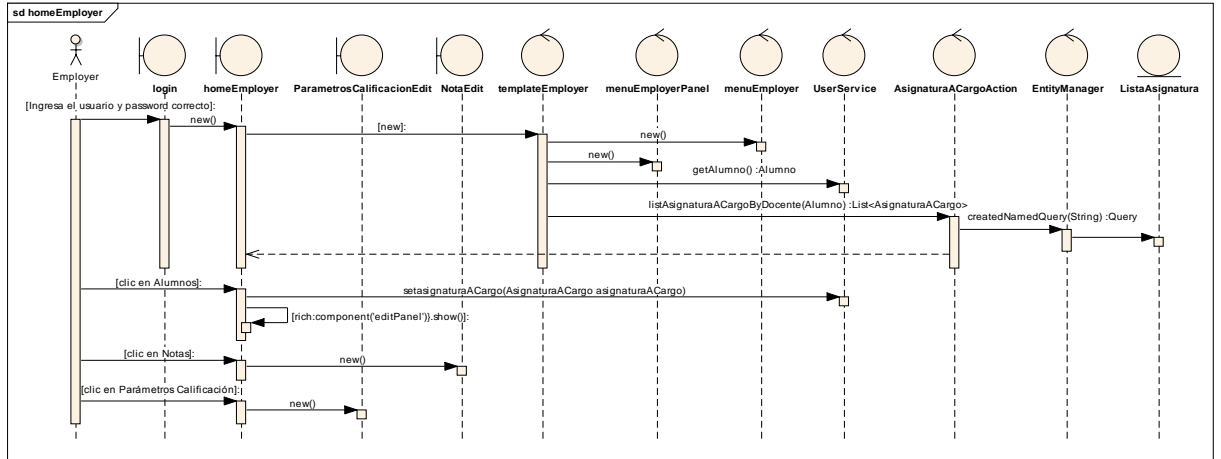 sd homeEmployer
Employer
login
homeEmployer
ParametrosCalificacionEdit
NotaEdit
templateEmployer
menuEmployerPanel
menuEmployer
UserService
AsignaturaACargoAction
EntityManager
ListaAsignatura
[Ingresa el usuario y password correcto]:
new()
[new]:
new()
new()
getAlumno() :Alumno
listAsignaturaACargoByDocente(Alumno) :List<AsignaturaACargo>
createdNamedQuery(String) :Query
[clic en Alumnos]:
setasignaturaACargo(AsignaturaACargo asignaturaACargo)
[rich:component('editPanel')}.show()]:
[clic en Notas]:
new()
[clic en Parámetros Calificación]:
new()